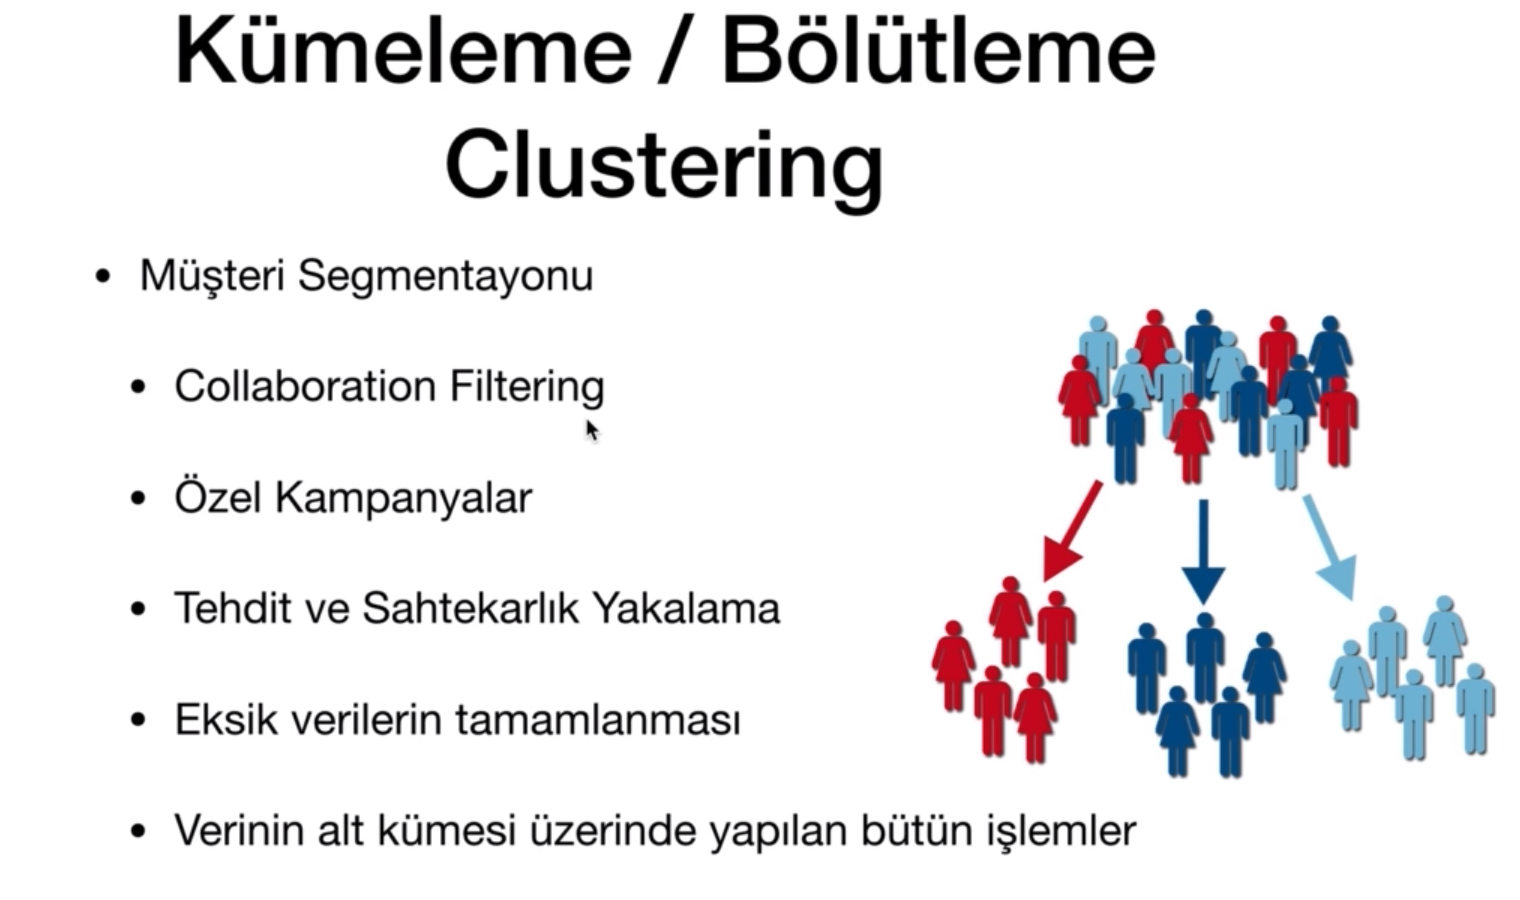 Kümeleme / Bölütleme
Clustering
• Müşteri Segmentayonu
• Collaboration Filtering
• Özel Kampanyalar
• Tehdit ve Sahtekarlık Yakalama
• Eksik verilerin tamamlanması
• Verinin alt kümesi üzerinde yapılan bütün işlemler